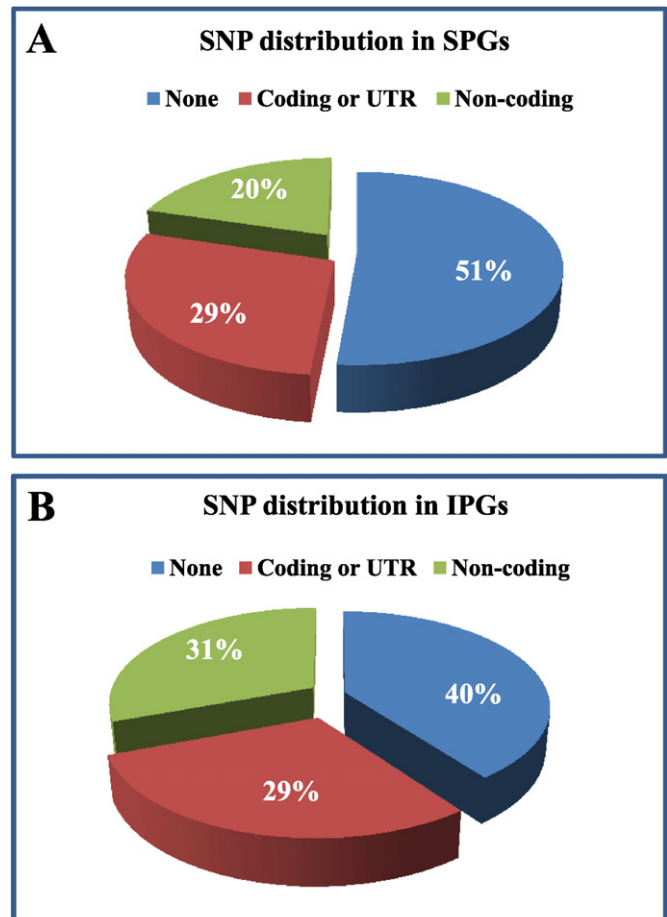 A
SNP distribution in SPGs
None Coding or UTR Non-coding
20%
51%
29%
B
SNP distribution in IPGs
None Coding or UTR Non-coding
31%
40%
29%